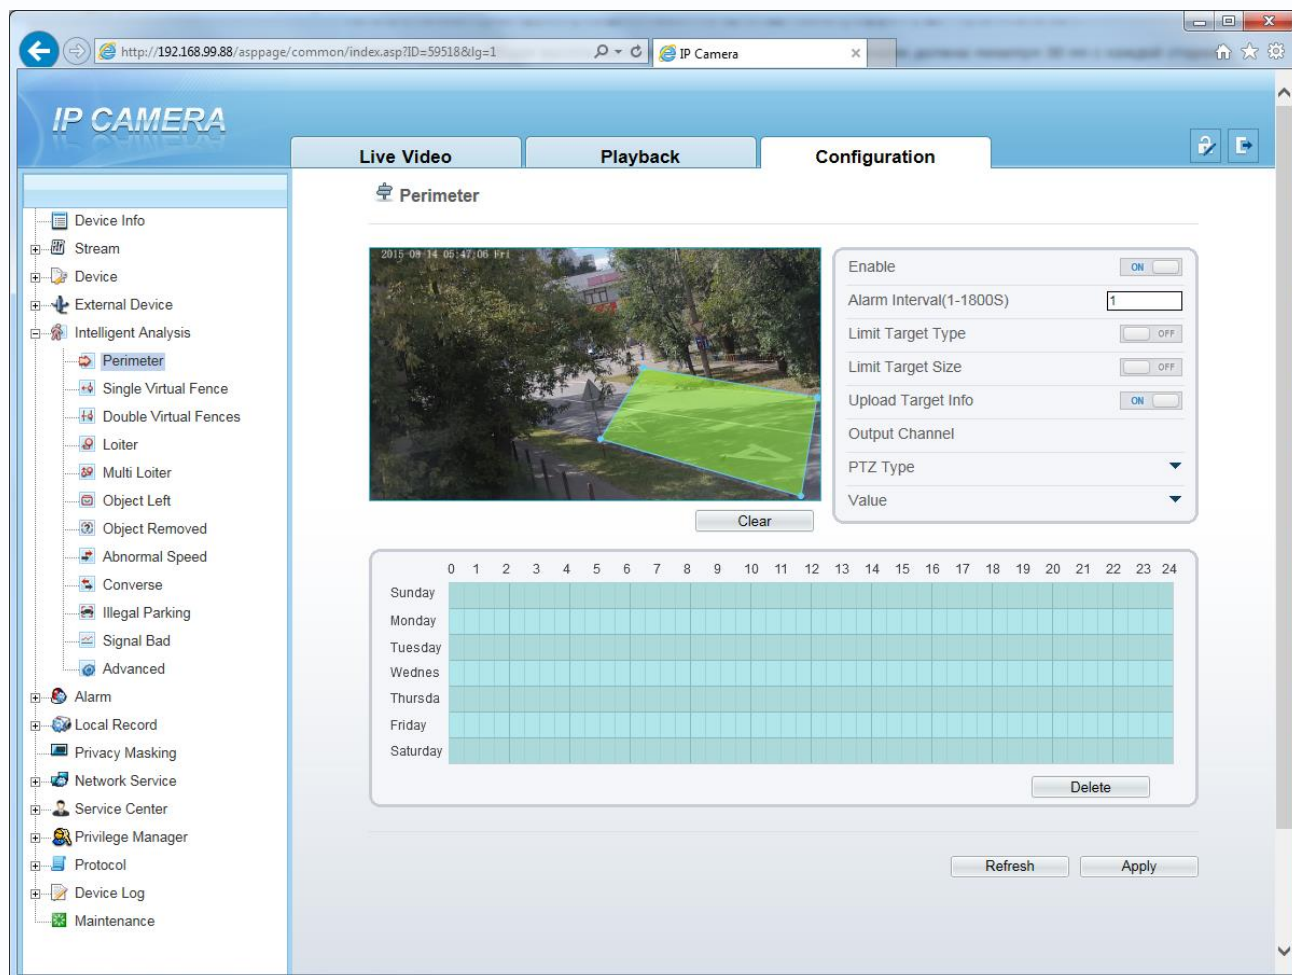 http://192.168.99.88/asppage/common/index.asp?ID=59518&lg=1
IP Camera
IP CAMERA
Live Video
Playback
Configuration
Perimeter
Device Info
Stream
Device
External Device
Intelligent Analysis
Perimeter
Single Virtual Fence
Double Virtual Fences
Loiter
Multi Loiter
Object Left
Object Removed
Abnormal Speed
Converse
Illegal Parking
Signal Bad
Advanced
Alarm
Local Record
Privacy Masking
Network Service
Service Center
Privilege Manager
Protocol
Device Log
Maintenance
05:47:06 Fri
Enable ON
Alarm Interval(1-1800S) 1
Limit Target Type OFF
Limit Target Size OFF
Upload Target Info ON
Output Channel
PTZ Type
Value
Clear
0 1 2 3 4 5 6 7 8 9 10 11 12 13 14 15 16 17 18 19 20 21 22 23 24
Sunday
Monday
Tuesday
Wednes
Thursda
Friday
Saturday
Delete
Refresh
Apply